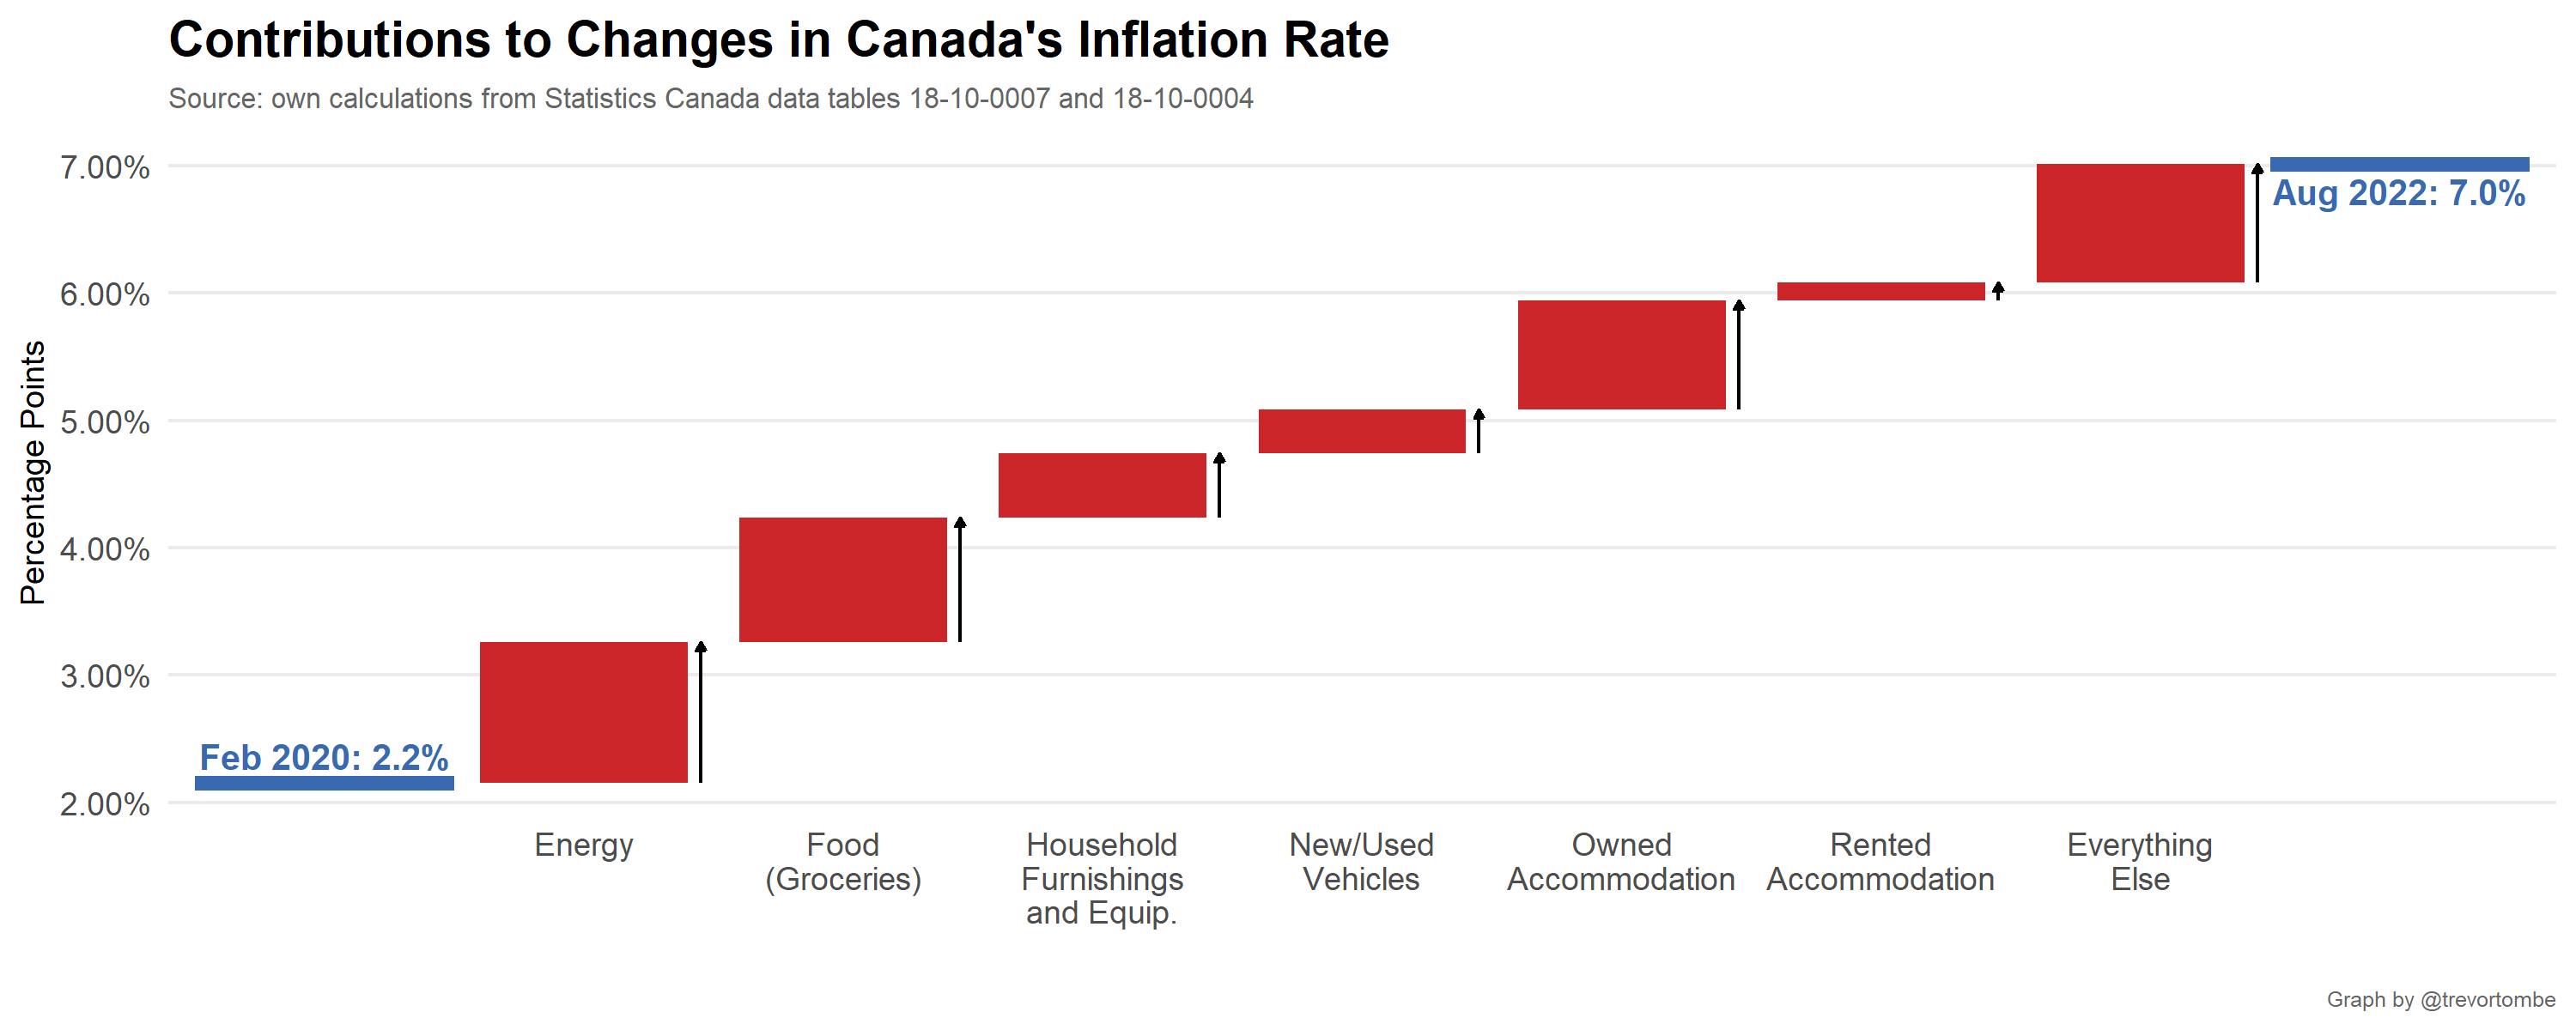 Contributions to Changes in Canada's Inflation Rate
Source: own calculations from Statistics Canada data tables 18-10-0007 and 18-10-0004
Percentage Points
7.00%
6.00%
5.00%
4.00%
3.00%
2.00%
Feb 2020: 2.2%
Aug 2022: 7.0%
Energy
Food
(Groceries)
Household
Furnishings
and Equip.
New/Used
Vehicles
Owned
Accommodation
Rented
Accommodation
Everything
Else
Graph by @trevortombe